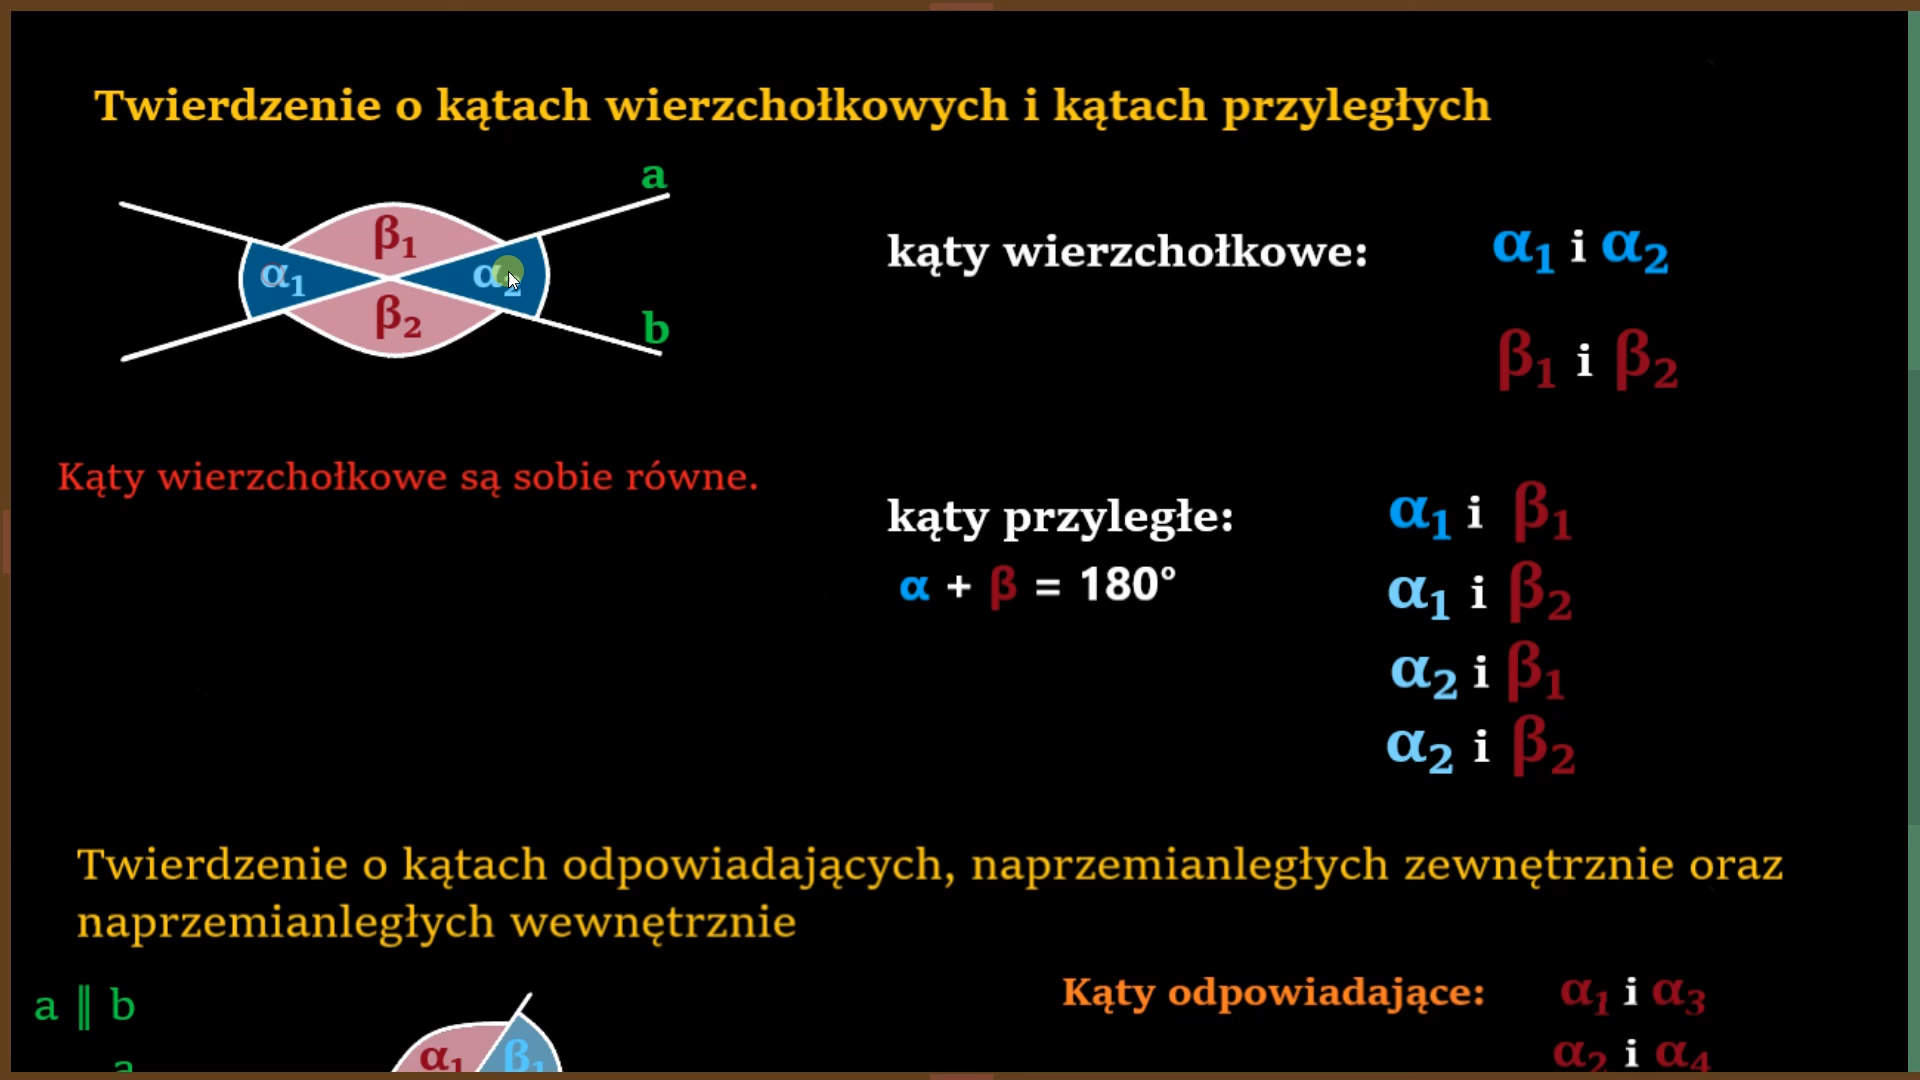 Twierdzenie o kątach wierzchołkowych i kątach przyległych
a
β₁
α₁ α₂
β₂
b
kąty wierzchołkowe: α₁ i α₂
β₁ i β₂
Kąty wierzchołkowe są sobie równe.
kąty przyległe: α₁ i β₁
α + β = 180°
α₁ i β₂
α₂ i β₁
α₂ i β₂
Twierdzenie o kątach odpowiadających, naprzemianległych zewnętrznie oraz
naprzemianległych wewnętrznie
Kąty odpowiadające: α₁ i α₃
a ∥ b
α₂ i α₄
α₁ β₁
a